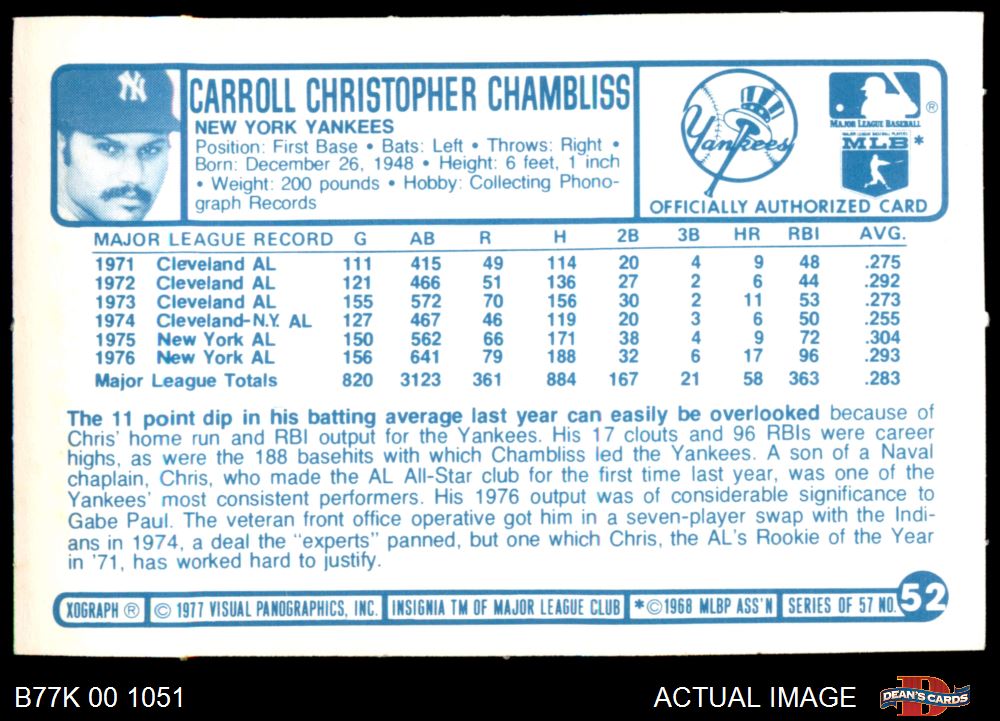 NY
CARROLL CHRISTOPHER CHAMBLISS
NEW YORK YANKEES
Position: First Base • Bats: Left • Throws: Right •
Born: December 26, 1948 • Height: 6 feet, 1 inch
• Weight: 200 pounds • Hobby: Collecting Phono-
graph Records
Yankees
®
MAJOR LEAGUE BASEBALL
MAJOR LEAGUE BASEBALL PLAYERS
MLB*
OFFICIALLY AUTHORIZED CARD
MAJOR LEAGUE RECORD G AB R H 2B 3B HR RBI AVG.
1971 Cleveland AL 111 415 49 114 20 4 9 48 .275
1972 Cleveland AL 121 466 51 136 27 2 6 44 .292
1973 Cleveland AL 155 572 70 156 30 2 11 53 .273
1974 Cleveland-N.Y. AL 127 467 46 119 20 3 6 50 .255
1975 New York AL 150 562 66 171 38 4 9 72 .304
1976 New York AL 156 641 79 188 32 6 17 96 .293
Major League Totals 820 3123 361 884 167 21 58 363 .283
The 11 point dip in his batting average last year can easily be overlooked because of
Chris' home run and RBI output for the Yankees. His 17 clouts and 96 RBIs were career
highs, as were the 188 basehits with which Chambliss led the Yankees. A son of a Naval
chaplain, Chris, who made the AL All-Star club for the first time last year, was one of the
Yankees' most consistent performers. His 1976 output was of considerable significance to
Gabe Paul. The veteran front office operative got him in a seven-player swap with the Indi-
ans in 1974, a deal the "experts" panned, but one which Chris, the AL's Rookie of the Year
in '71, has worked hard to justify.
XOGRAPH ® © 1977 VISUAL PANOGRAPHICS, INC. INSIGNIA TM OF MAJOR LEAGUE CLUB *©1968 MLBP ASS'N SERIES OF 57 NO. 52
B77K 00 1051
ACTUAL IMAGE
D
DEAN'S CARDS